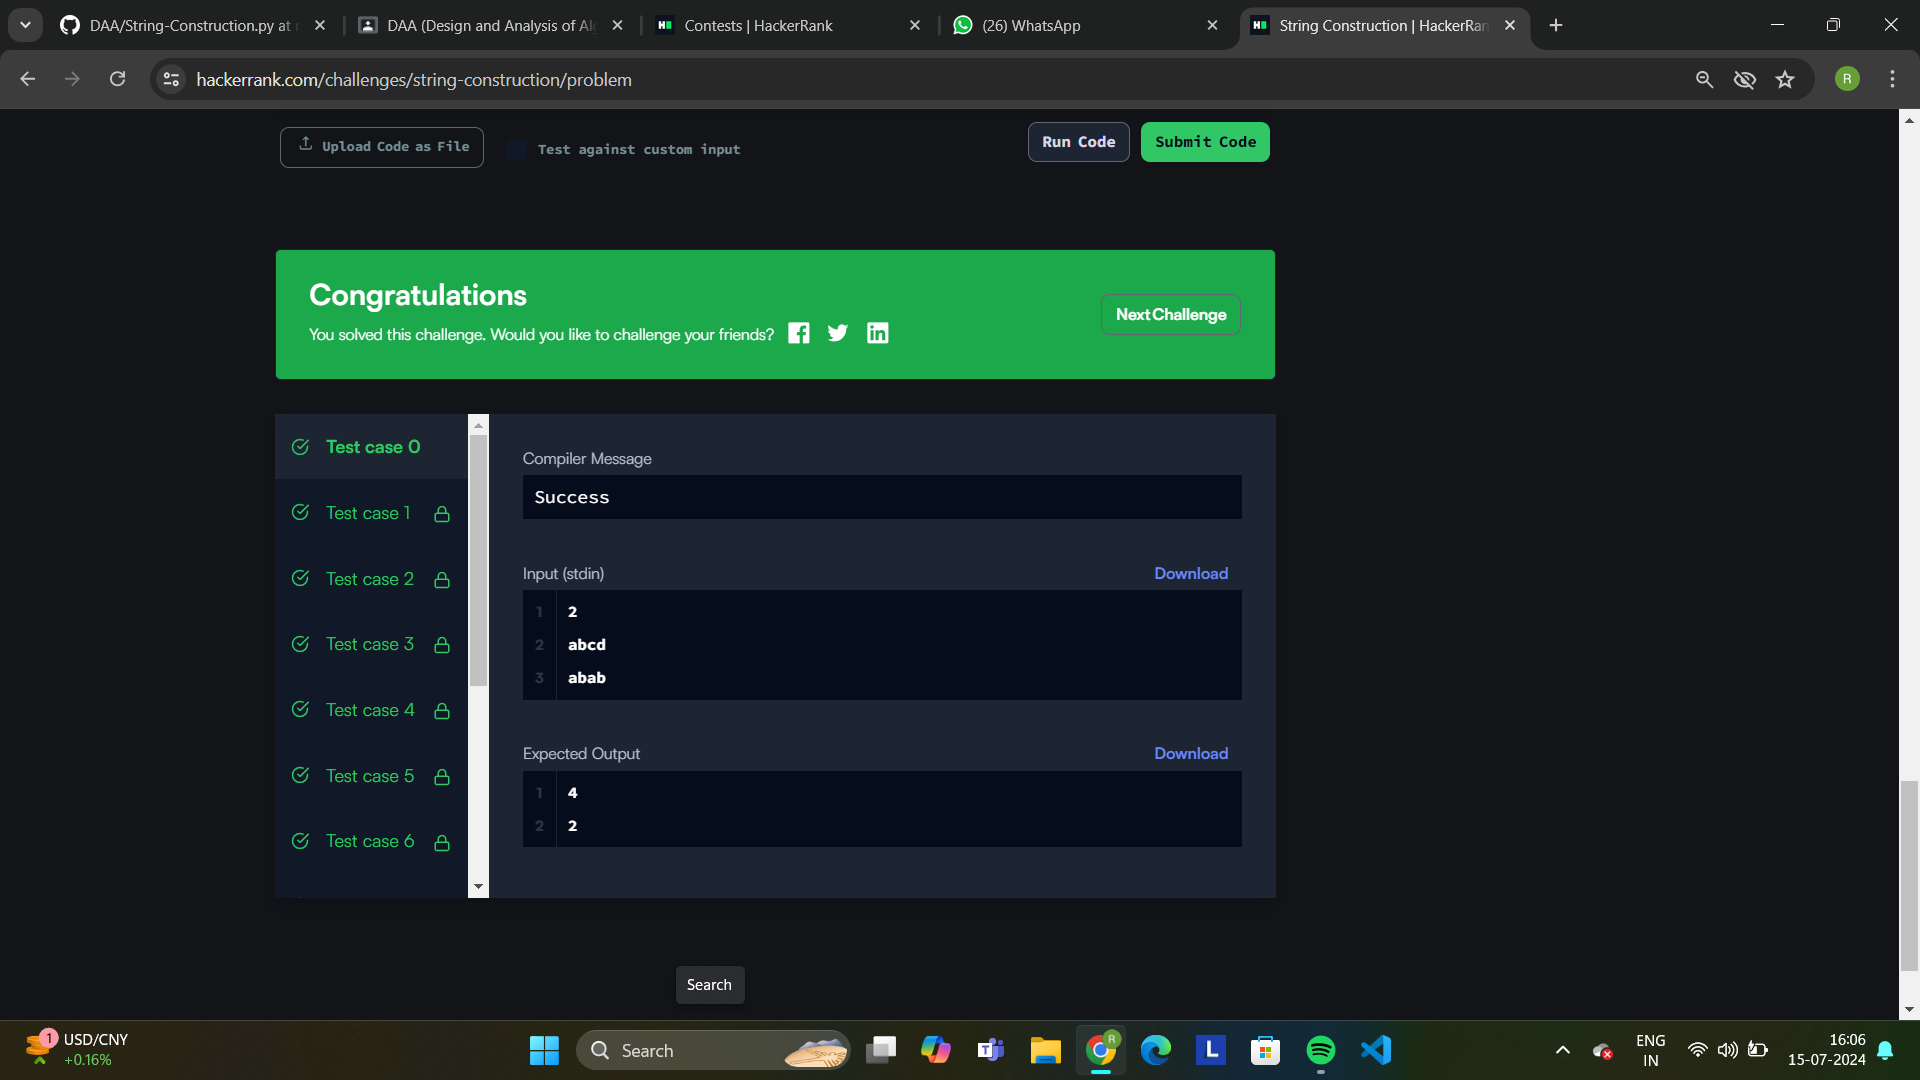 DAA/String-Construction.py at
DAA (Design and Analysis of Al
Contests | HackerRank
(26) WhatsApp
String Construction | HackerRan
hackerrank.com/challenges/string-construction/problem
R
Upload Code as File
Test against custom input
Run Code
Submit Code
Congratulations
You solved this challenge. Would you like to challenge your friends?
Next Challenge
Test case 0
Test case 1
Test case 2
Test case 3
Test case 4
Test case 5
Test case 6
Compiler Message
Success
Input (stdin)
Download
1 2
2 abcd
3 abab
Expected Output
Download
1 4
2 2
Search
1
USD/CNY
+0.16%
Search
R
L
ENG
IN
16:06
15-07-2024